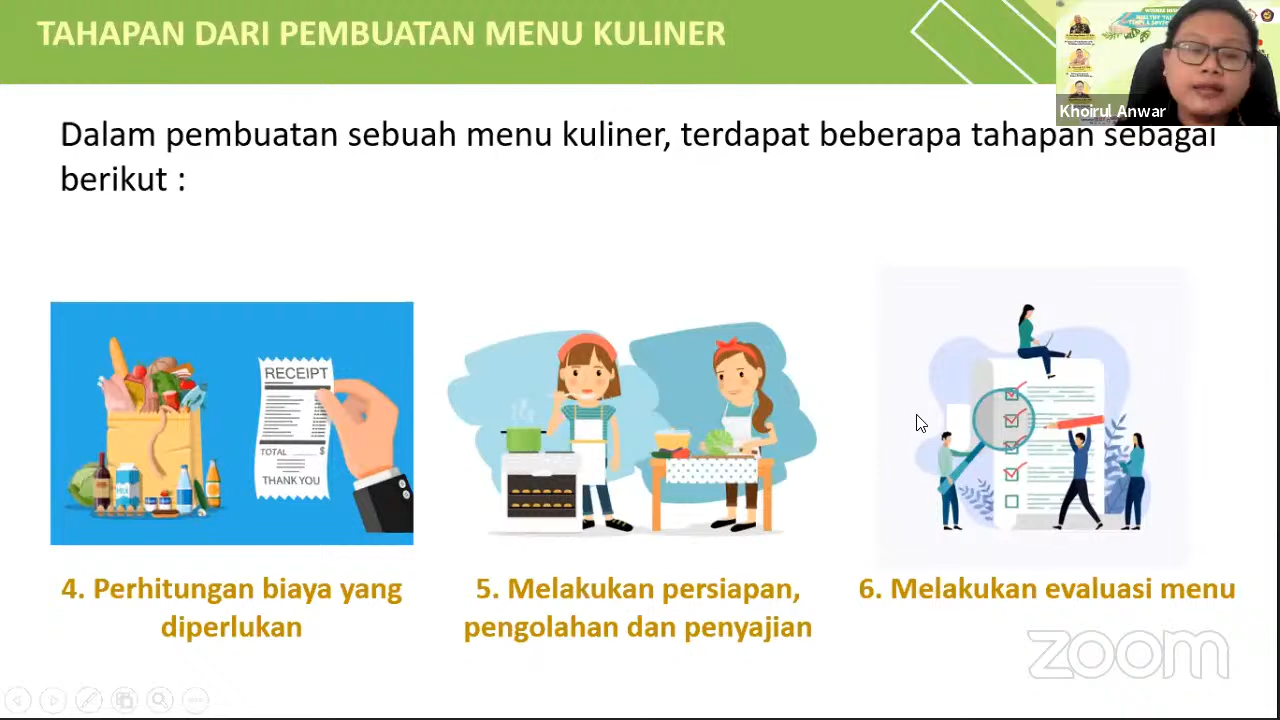 TAHAPAN DARI PEMBUATAN MENU KULINER
Khoirul Anwar
Dalam pembuatan sebuah menu kuliner, terdapat beberapa tahapan sebagai
berikut :
RECEIPT
TOTAL $
THANK YOU
MILK
4. Perhitungan biaya yang
diperlukan
5. Melakukan persiapan,
pengolahan dan penyajian
6. Melakukan evaluasi menu
zoom